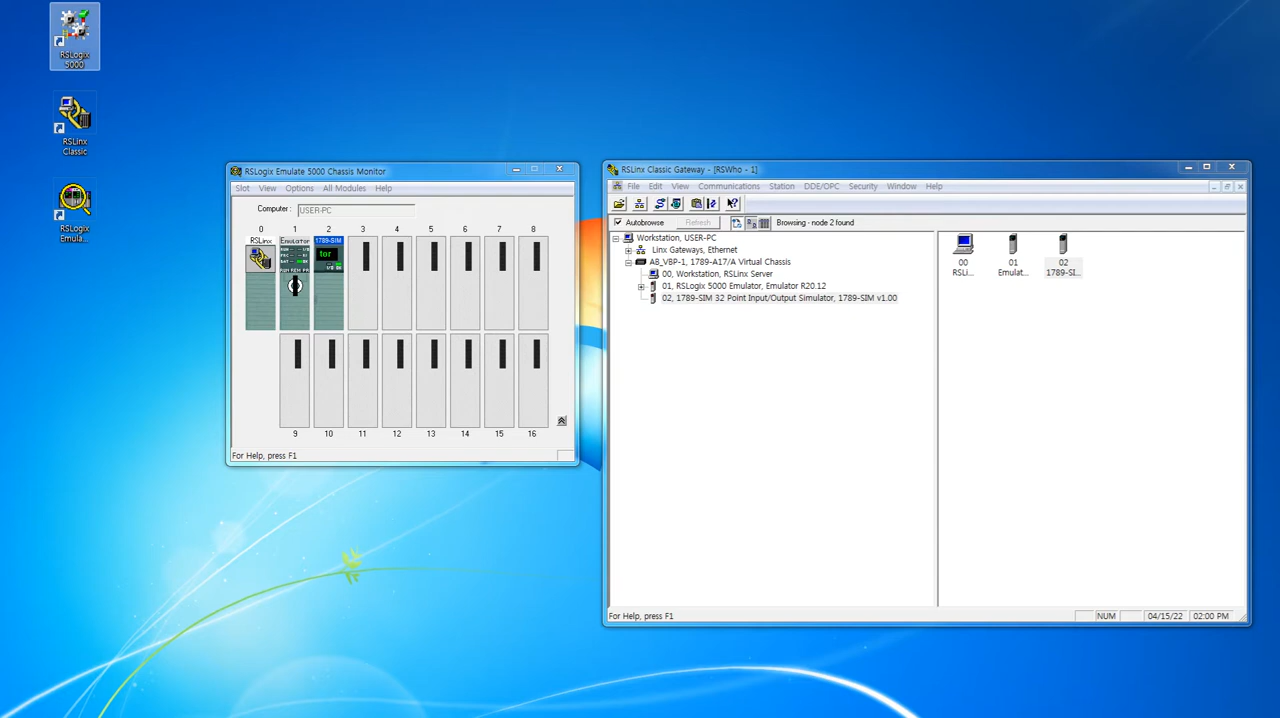 RSLogix
5000
RSLinx
Classic
RSLogix
Emula...
RSLogix Emulate 5000 Chassis Monitor
Slot View Options All Modules Help
Computer : USER-PC
0 1 2 3 4 5 6 7 8
RSLinx Emulator 1789-SIM
tor
9 10 11 12 13 14 15 16
For Help, press F1
RSLinx Classic Gateway - [RSWho - 1]
File Edit View Communications Station DDE/OPC Security Window Help
Autobrowse Refresh Browsing - node 2 found
Workstation, USER-PC
Linx Gateways, Ethernet
AB_VBP-1, 1789-A17/A Virtual Chassis
00, Workstation, RSLinx Server
01, RSLogix 5000 Emulator, Emulator R20.12
02, 1789-SIM 32 Point Input/Output Simulator, 1789-SIM v1.00
00
RSLi...
01
Emulat...
02
1789-SI...
For Help, press F1
NUM 04/15/22 02:00 PM